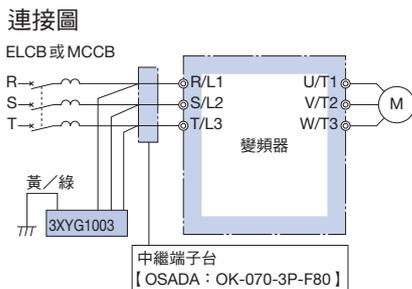 連接圖
ELCB或MCCB
R R/L1 U/T1
S S/L2 V/T2 M
T T/L3 W/T3
變頻器
黃／綠
3XYG1003
中繼端子台
【OSADA：OK-070-3P-F80】